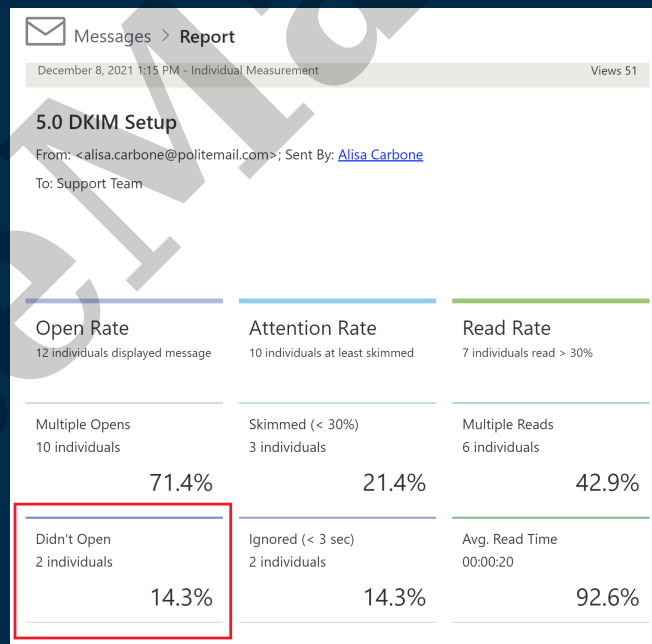 Messages > Report
December 8, 2021 1:15 PM - Individual Measurement Views 51
5.0 DKIM Setup
From: <alisa.carbone@politemail.com>; Sent By: Alisa Carbone
To: Support Team
Open Rate
12 individuals displayed message
Attention Rate
10 individuals at least skimmed
Read Rate
7 individuals read > 30%
Multiple Opens
10 individuals
71.4%
Skimmed (< 30%)
3 individuals
21.4%
Multiple Reads
6 individuals
42.9%
Didn't Open
2 individuals
14.3%
Ignored (< 3 sec)
2 individuals
14.3%
Avg. Read Time
00:00:20
92.6%